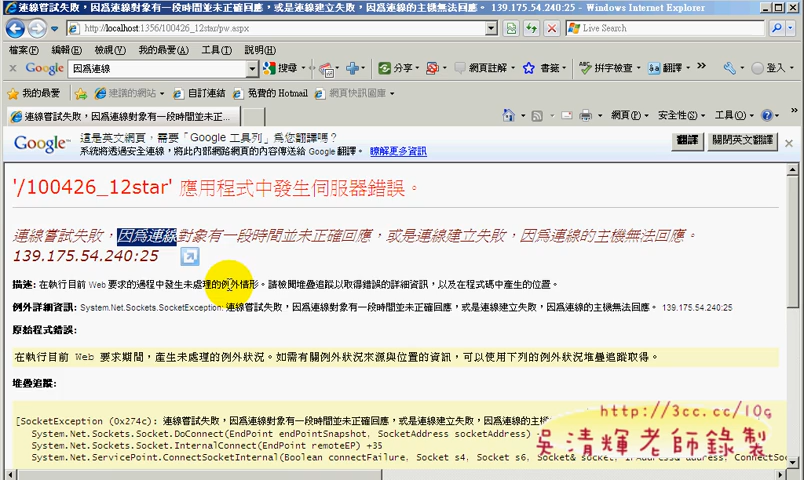 連線嘗試失敗，因為連線對象有一段時間並未正確回應，或是連線建立失敗，因為連線的主機無法回應。 139.175.54.240:25 - Windows Internet Explorer
http://localhost:1356/100426_12star/pw.aspx
Live Search
檔案(F) 編輯(E) 檢視(V) 我的最愛(A) 工具(T) 說明(H)
x Google 因為連線 搜尋 分享 網頁註解 書籤 拼字檢查 翻譯 登入
我的最愛 建議的網站 自訂連結 免費的 Hotmail 網頁快訊圖庫
連線嘗試失敗，因為連線對象有一段時間並未正...
網頁(P) 安全性(S) 工具(O)
Google 這是英文網頁，需要「Google 工具列」為您翻譯嗎？ 翻譯 關閉英文翻譯
系統將透過安全連線，將此內部網路網頁的內容傳送給 Google 翻譯。 瞭解更多資訊
'/100426_12star' 應用程式中發生伺服器錯誤。
連線嘗試失敗，因為連線對象有一段時間並未正確回應，或是連線建立失敗，因為連線的主機無法回應。
139.175.54.240:25
描述: 在執行目前 Web 要求的過程中發生未處理的例外情形。請檢閱堆疊追蹤以取得錯誤的詳細資訊，以及在程式碼中產生的位置。
例外詳細資訊: System.Net.Sockets.SocketException: 連線嘗試失敗，因為連線對象有一段時間並未正確回應，或是連線建立失敗，因為連線的主機無法回應。 139.175.54.240:25
原始程式錯誤:
在執行目前 Web 要求期間，產生未處理的例外狀況。如需有關例外狀況來源與位置的資訊，可以使用下列的例外狀況堆疊追蹤取得。
堆疊追蹤:
[SocketException (0x274c): 連線嘗試失敗，因為連線對象有一段時間並未正確回應，或是連線建立失敗，因為連線的主機
System.Net.Sockets.Socket.DoConnect(EndPoint endPointSnapshot, SocketAddress socketAddress)
System.Net.Sockets.Socket.InternalConnect(EndPoint remoteEP) +35
System.Net.ServicePoint.ConnectSocketInternal(Boolean connectFailure, Socket s4, Socket s6, Socket& socket, IPAddress& address, ConnectSoc
http://3cc.cc/10g
吳清輝老師錄製